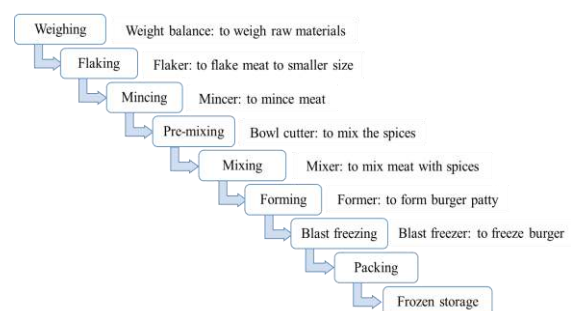 Weighing Weight balance: to weigh raw materials
Flaking Flaker: to flake meat to smaller size
Mincing Mincer: to mince meat
Pre-mixing Bowl cutter: to mix the spices
Mixing Mixer: to mix meat with spices
Forming Former: to form burger patty
Blast freezing Blast freezer: to freeze burger
Packing
Frozen storage